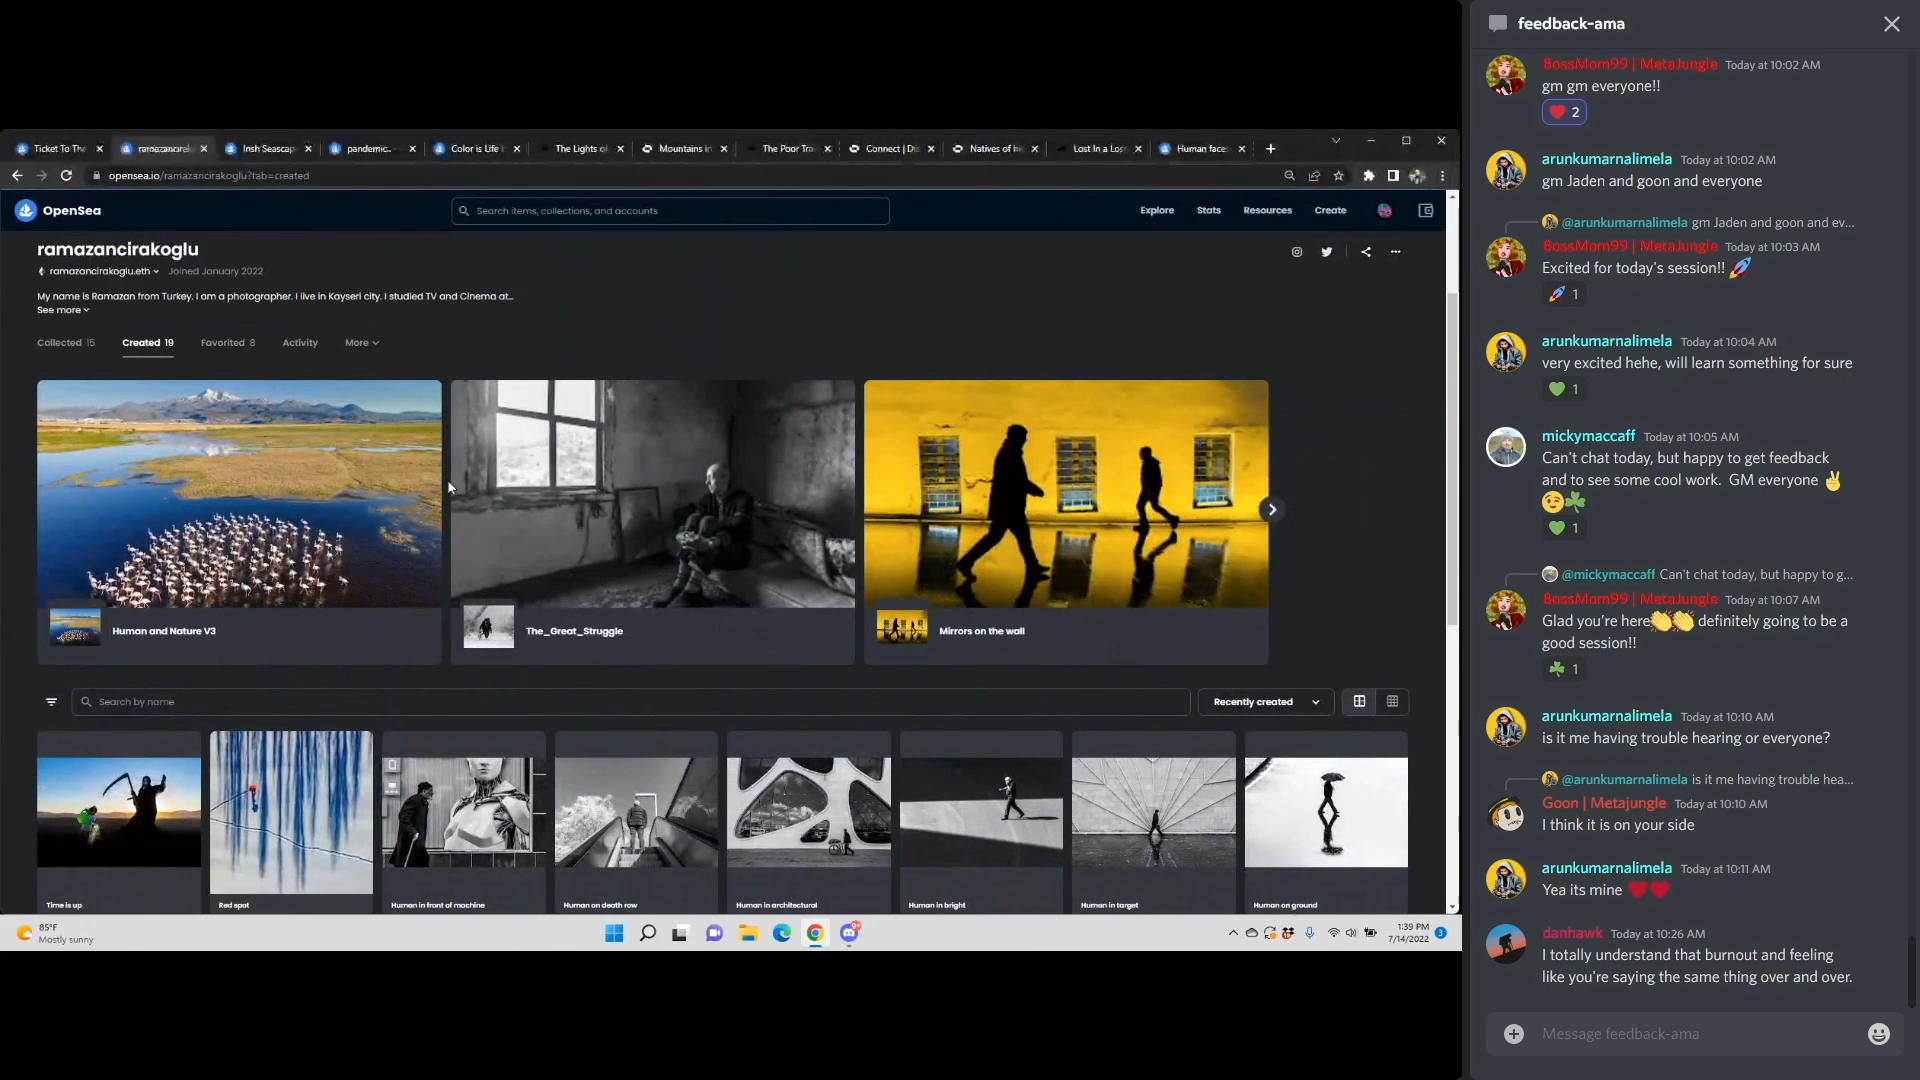 Ticket To The
ramazancirak
Irish Seascap
pandemic..
Color is Life
The Lights o
Mountains in
The Poor Tra
Connect | Di
Natives of In
Lost In a Los
Human face
opensea.io/ramazancirakoglu?tab=created
OpenSea
Search items, collections, and accounts
Explore
Stats
Resources
Create
ramazancirakoglu
ramazancirakoglu.eth
Joined January 2022
My name is Ramazan from Turkey. I am a photographer. I live in Kayseri city. I studied TV and Cinema at...
See more
Collected 15
Created 19
Favorited 8
Activity
More
Human and Nature V3
The_Great_Struggle
Mirrors on the wall
Search by name
Recently created
Time is up
Red spot
Human in front of machine
Human on death row
Human in architectural
Human in bright
Human in target
Human on ground
85°F
Mostly sunny
9+
1:39 PM
7/14/2022
3
feedback-ama
BossMom99 | MetaJungle Today at 10:02 AM
gm gm everyone!!
❤️ 2
arunkumarnalimela Today at 10:02 AM
gm Jaden and goon and everyone
@arunkumarnalimela gm Jaden and goon and ev...
BossMom99 | MetaJungle Today at 10:03 AM
Excited for today's session!! 🚀
🚀 1
arunkumarnalimela Today at 10:04 AM
very excited hehe, will learn something for sure
💚 1
mickymaccaff Today at 10:05 AM
Can't chat today, but happy to get feedback
and to see some cool work. GM everyone ✌️
😉☘️
💚 1
@mickymaccaff Can't chat today, but happy to g...
BossMom99 | MetaJungle Today at 10:07 AM
Glad you're here👏👏 definitely going to be a
good session!!
☘️ 1
arunkumarnalimela Today at 10:10 AM
is it me having trouble hearing or everyone?
@arunkumarnalimela is it me having trouble hea...
Goon | Metajungle Today at 10:10 AM
I think it is on your side
arunkumarnalimela Today at 10:11 AM
Yea its mine ❤️❤️
danhawk Today at 10:26 AM
I totally understand that burnout and feeling
like you're saying the same thing over and over.
Message feedback-ama